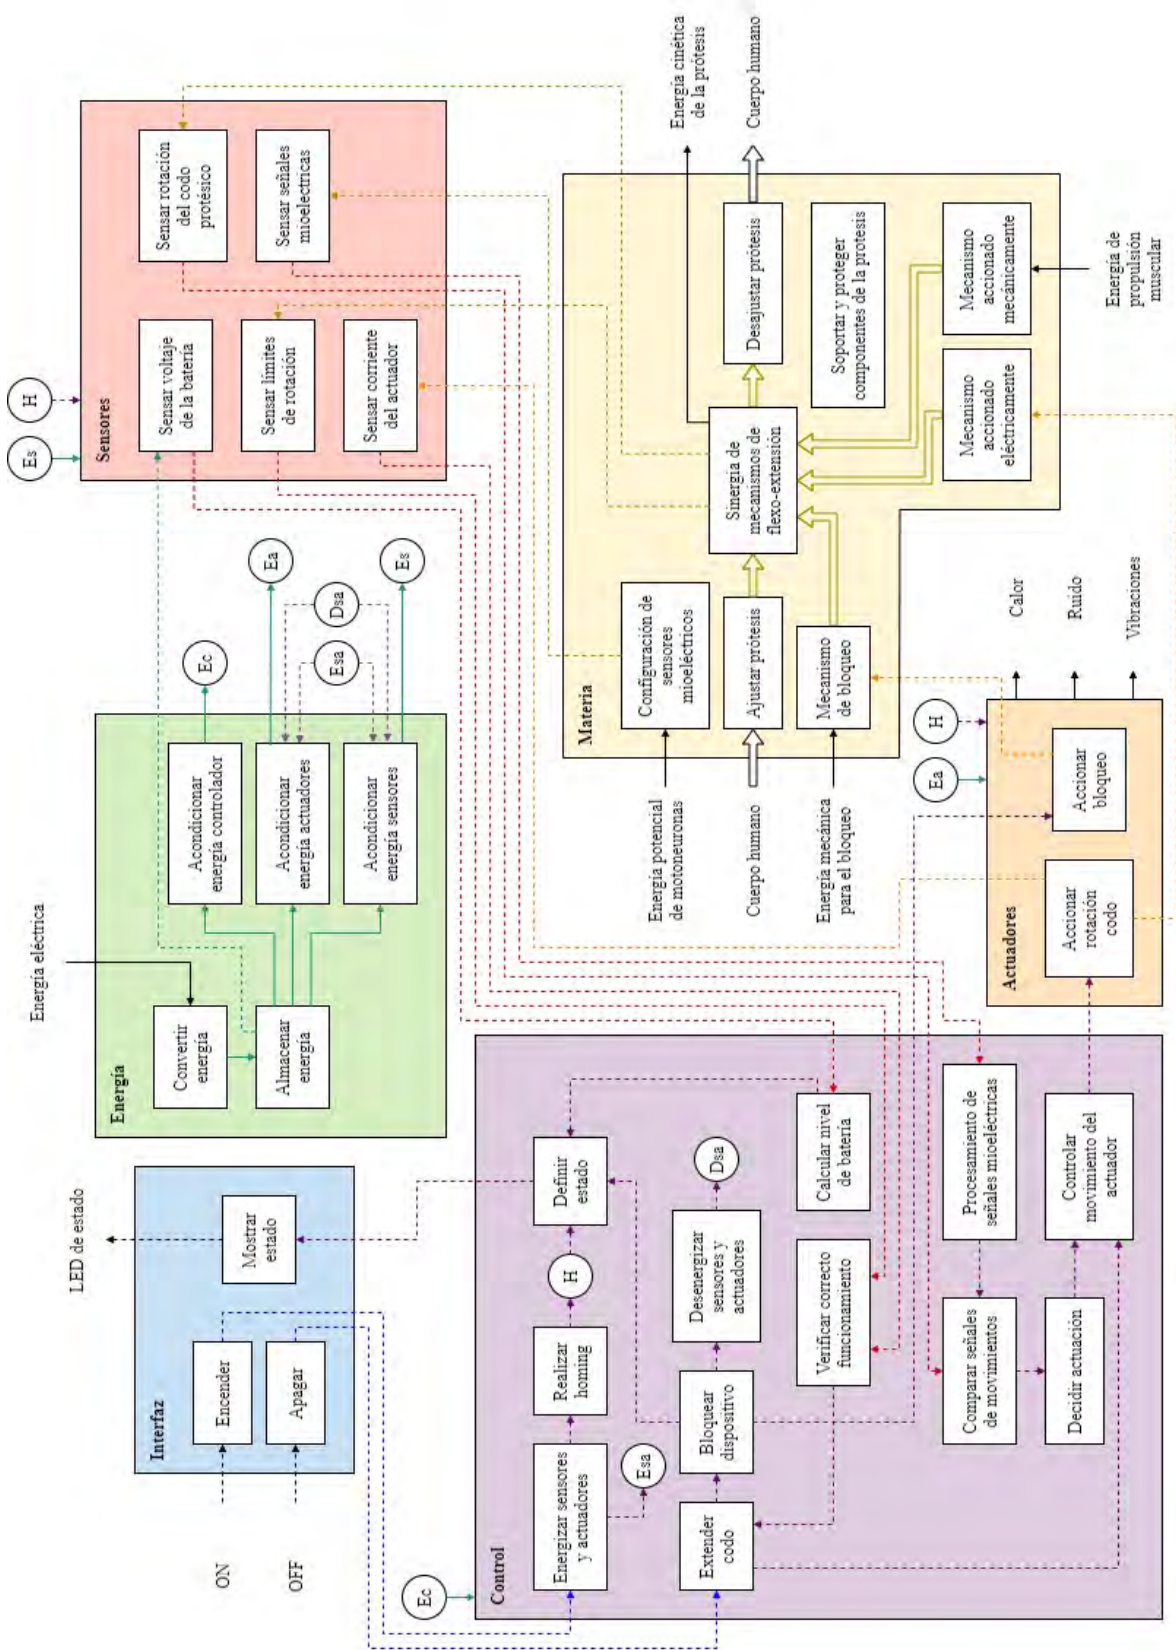 ON
OFF
LED de estado
Interfaz
Encender
Apagar
Mostrar
estado
Energía eléctrica
Energía
Convertir
energía
Almacenar
energía
Acondicionar
energía controlador
Acondicionar
energía actuadores
Acondicionar
energía sensores
Ec
Ea
Esa
Dsa
Es
Es
H
Sensores
Sensar voltaje
de la batería
Sensar límites
de rotación
Sensar corriente
del actuador
Sensar rotación
del codo
protésico
Sensar señales
mioelectricas
Ec
Control
Energizar sensores
y actuadores
Realizar
homing
H
Definir
estado
Esa
Extender
codo
Bloquear
dispositivo
Desenergizar
sensores y
actuadores
Dsa
Verificar correcto
funcionamiento
Calcular nivel
de batería
Comparar señales
de movimientos
Procesamiento de
señales mioeléctricas
Decidir actuación
Controlar
movimiento del
actuador
Ea
H
Actuadores
Accionar
rotación
codo
Accionar
bloqueo
Calor
Ruido
Vibraciones
Energía potencial
de motoneuronas
Cuerpo humano
Energía mecánica
para el bloqueo
Materia
Configuración de
sensores
mioeléctricos
Ajustar prótesis
Mecanismo
de bloqueo
Sinergia de
mecanismos de
flexo-extensión
Desajustar prótesis
Soportar y proteger
componentes de la protesis
Mecanismo
accionado
eléctricamente
Mecanismo
accionado
mecánicamente
Energía cinética
de la prótesis
Cuerpo humano
Energía de
propulsión
muscular